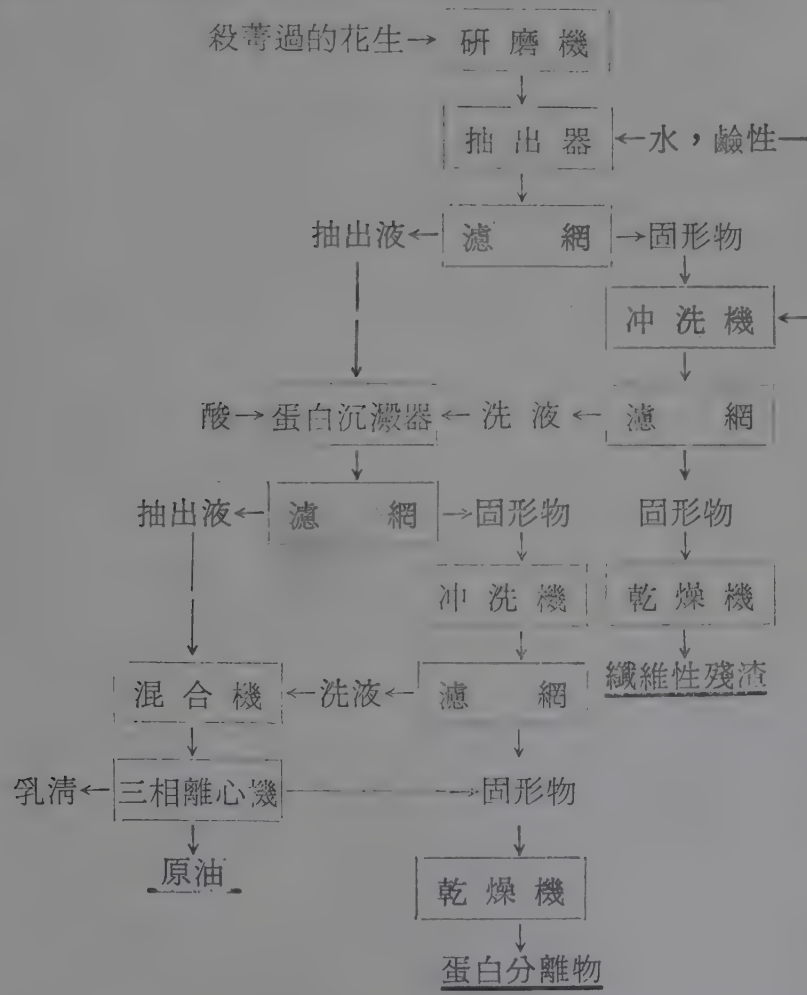 殺菁過的花生→研磨機
抽出器←水,鹼性
抽出液←濾網→固形物
冲洗機
酸→蛋白沉澱器←洗液←濾網
抽出液←濾網→固形物 固形物
冲洗機 乾燥機
混合機←洗液←濾網 纖維性殘渣
乳清←三相離心機→固形物
原油
乾燥機
蛋白分離物